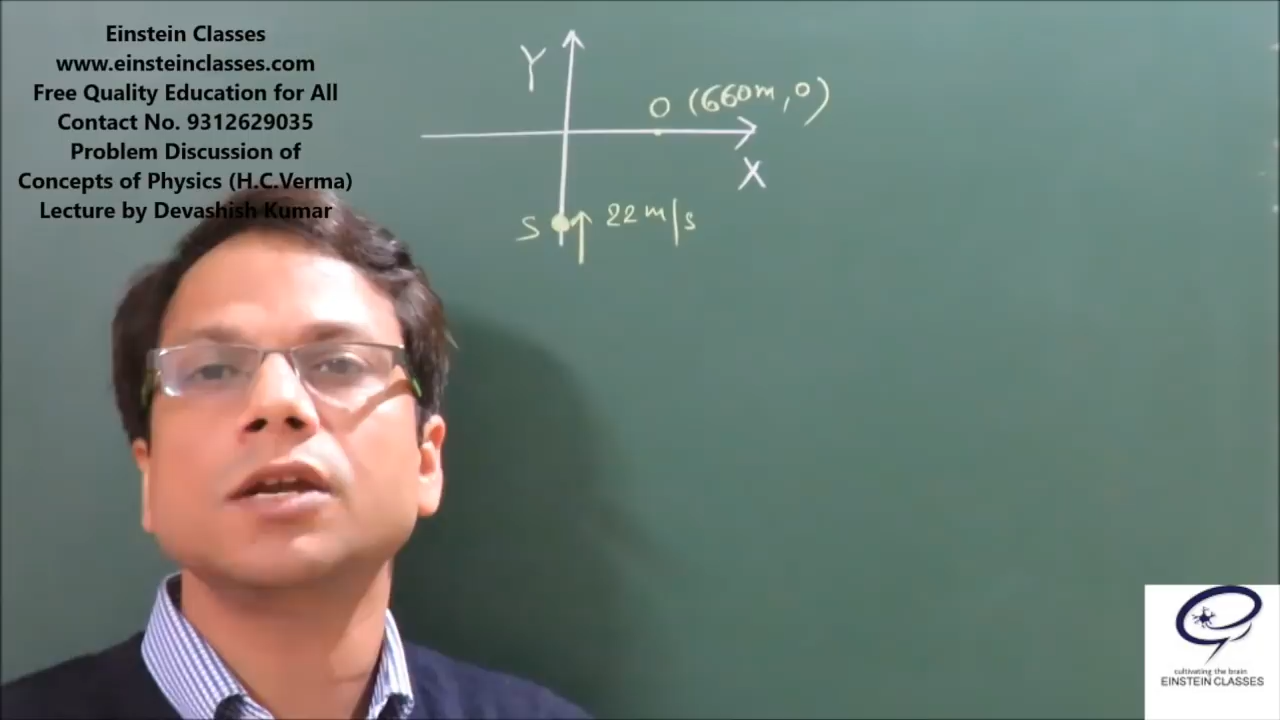 Einstein Classes
www.einsteinclasses.com
Free Quality Education for All
Contact No. 9312629035
Problem Discussion of
Concepts of Physics (H.C.Verma)
Lecture by Devashish Kumar
Y
O (660m, 0)
X
S
22 m/s
cultivating the brain
EINSTEIN CLASSES